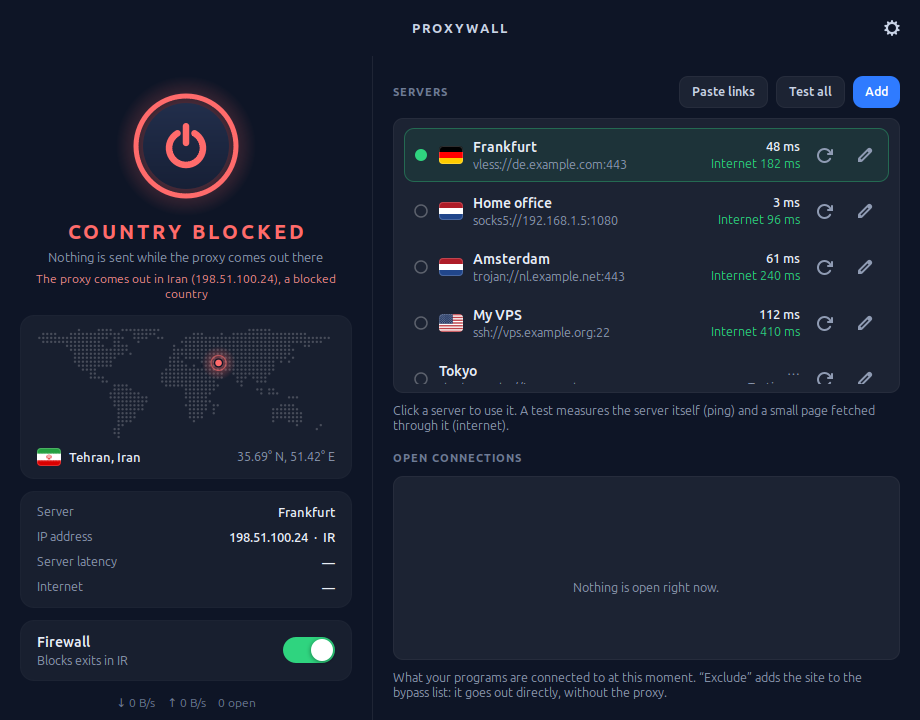 PROXYWALL
COUNTRY BLOCKED
Nothing is sent while the proxy comes out there
The proxy comes out in Iran (198.51.100.24), a blocked
country
Tehran, Iran
35.69° N, 51.42° E
Server
Frankfurt
IP address
198.51.100.24 · IR
Server latency
—
Internet
—
Firewall
Blocks exits in IR
↓ 0 B/s ↑ 0 B/s 0 open
SERVERS
Paste links
Test all
Add
Frankfurt
48 ms
vless://de.example.com:443
Internet 182 ms
Home office
3 ms
socks5://192.168.1.5:1080
Internet 96 ms
Amsterdam
61 ms
trojan://nl.example.net:443
Internet 240 ms
My VPS
112 ms
ssh://vps.example.org:22
Internet 410 ms
Tokyo
...
Click a server to use it. A test measures the server itself (ping) and a small page fetched
through it (internet).
OPEN CONNECTIONS
Nothing is open right now.
What your programs are connected to at this moment. “Exclude” adds the site to the
bypass list: it goes out directly, without the proxy.